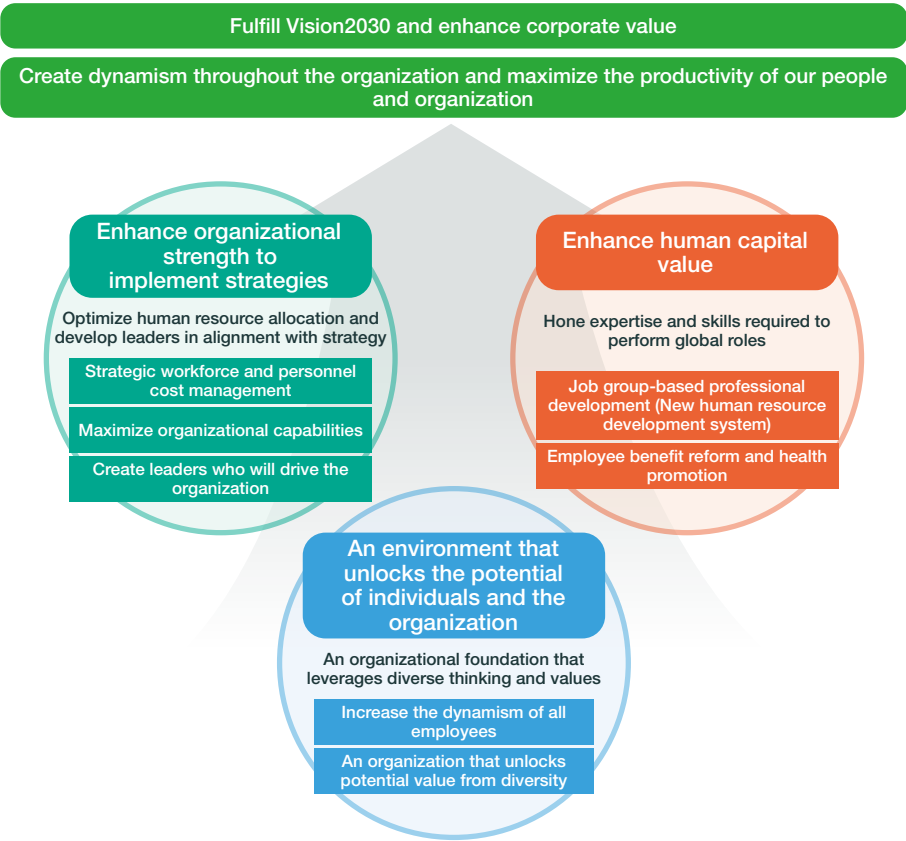 Fulfill Vision2030 and enhance corporate value
Create dynamism throughout the organization and maximize the productivity of our people
and organization
Enhance organizational
strength to
implement strategies
Optimize human resource allocation and
develop leaders in alignment with strategy
Strategic workforce and personnel
cost management
Maximize organizational capabilities
Create leaders who will drive the
organization
Enhance human capital
value
Hone expertise and skills required to
perform global roles
Job group-based professional
development (New human resource
development system)
Employee benefit reform and health
promotion
An environment that
unlocks the potential
of individuals and the
organization
An organizational foundation that
leverages diverse thinking and values
Increase the dynamism of all
employees
An organization that unlocks
potential value from diversity